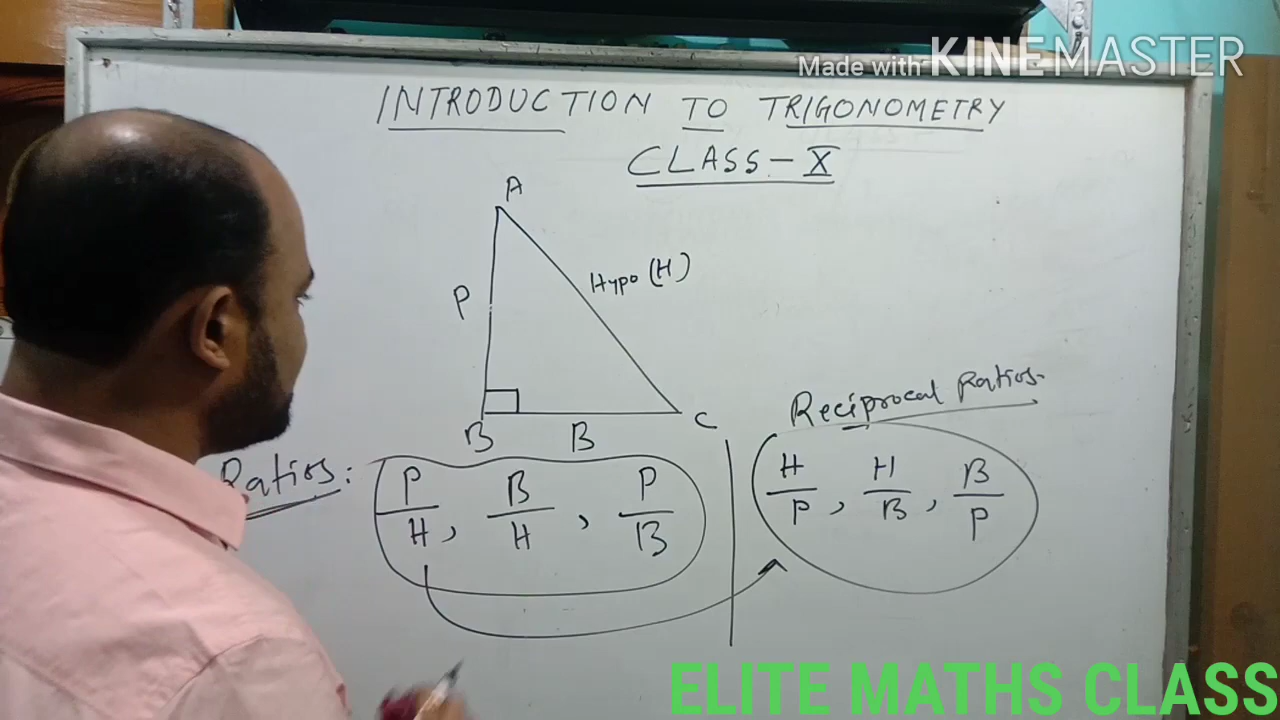 Made with KINEMASTER
INTRODUCTION TO TRIGONOMETRY
CLASS - X
A
P
Hypo (H)
B
B
C
Ratios:
P/H, B/H, P/B
Reciprocal Ratios-
H/P, H/B, B/P
ELITE MATHS CLASS